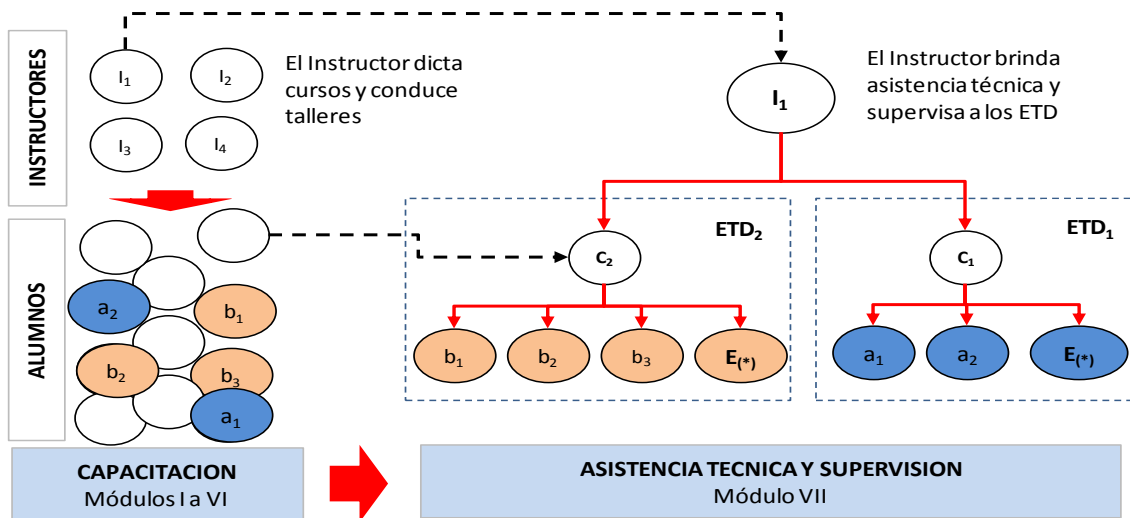 INSTRUCTORES
I1
I2
I3
I4
El Instructor dicta
cursos y conduce
talleres
I1
El Instructor brinda
asistencia técnica y
supervisa a los ETD
ALUMNOS
a2
b1
b2
b3
a1
ETD2
C2
b1
b2
b3
E(*)
ETD1
C1
a1
a2
E(*)
CAPACITACION
Módulos I a VI
ASISTENCIA TECNICA Y SUPERVISION
Módulo VII